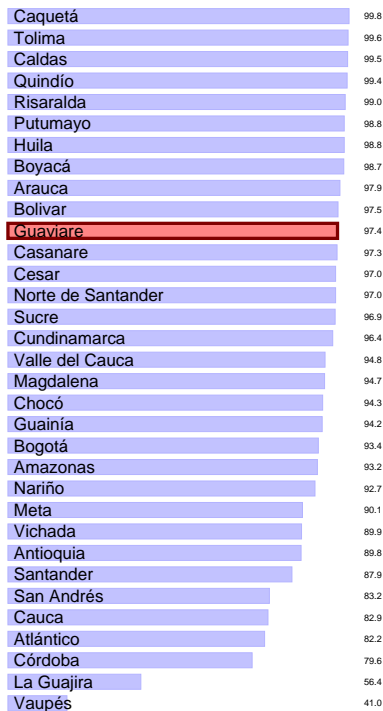 Caquetá 99.8
Tolima 99.6
Caldas 99.5
Quindío 99.4
Risaralda 99.0
Putumayo 98.8
Huila 98.8
Boyacá 98.7
Arauca 97.9
Bolivar 97.5
Guaviare 97.4
Casanare 97.3
Cesar 97.0
Norte de Santander 97.0
Sucre 96.9
Cundinamarca 96.4
Valle del Cauca 94.8
Magdalena 94.7
Chocó 94.3
Guainía 94.2
Bogotá 93.4
Amazonas 93.2
Nariño 92.7
Meta 90.1
Vichada 89.9
Antioquia 89.8
Santander 87.9
San Andrés 83.2
Cauca 82.9
Atlántico 82.2
Córdoba 79.6
La Guajira 56.4
Vaupés 41.0